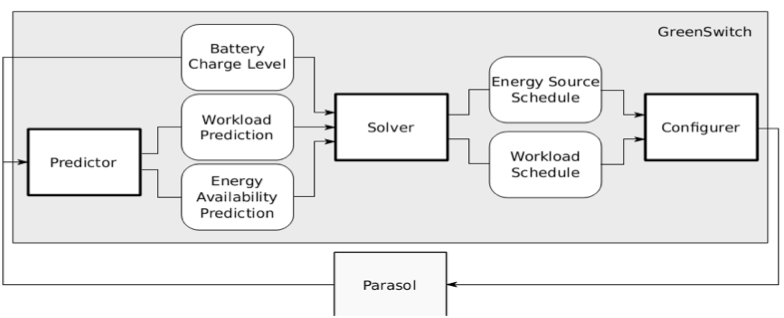 GreenSwitch
Battery
Charge Level
Workload
Prediction
Energy
Availability
Prediction
Predictor
Solver
Energy Source
Schedule
Workload
Schedule
Configurer
Parasol